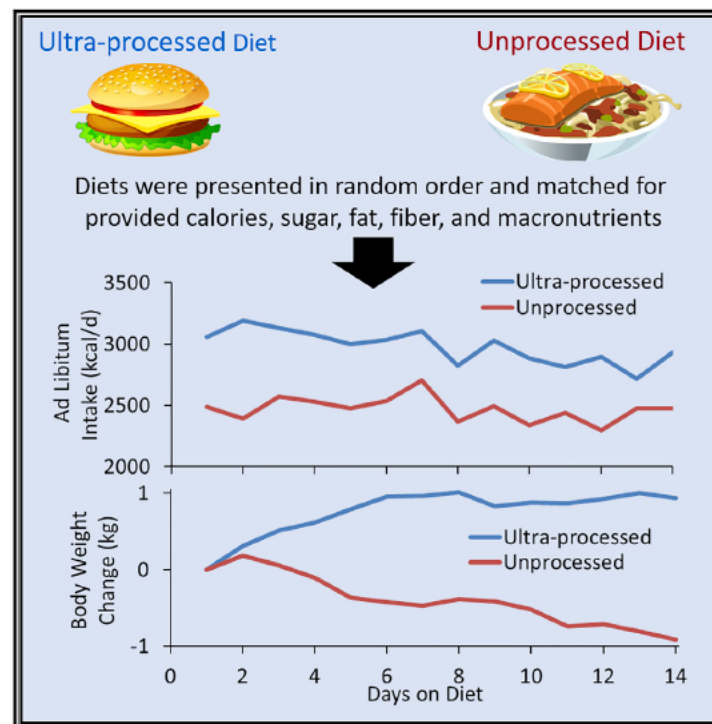 Ultra-processed Diet
Unprocessed Diet
Diets were presented in random order and matched for
provided calories, sugar, fat, fiber, and macronutrients
Ad Libitum
Intake (kcal/d)
3500
3000
2500
2000
Ultra-processed
Unprocessed
Body Weight
Change (kg)
1
0
-1
Ultra-processed
Unprocessed
0 2 4 6 8 10 12 14
Days on Diet